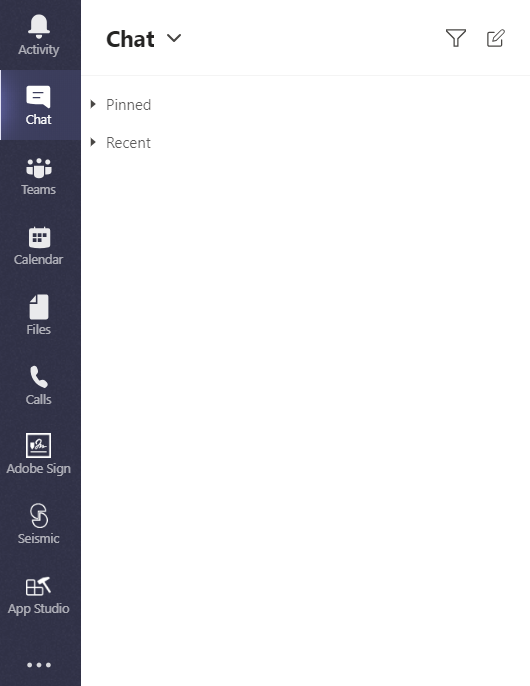 Activity
Chat
Teams
Calendar
Files
Calls
Adobe Sign
Seismic
App Studio
Chat
Pinned
Recent